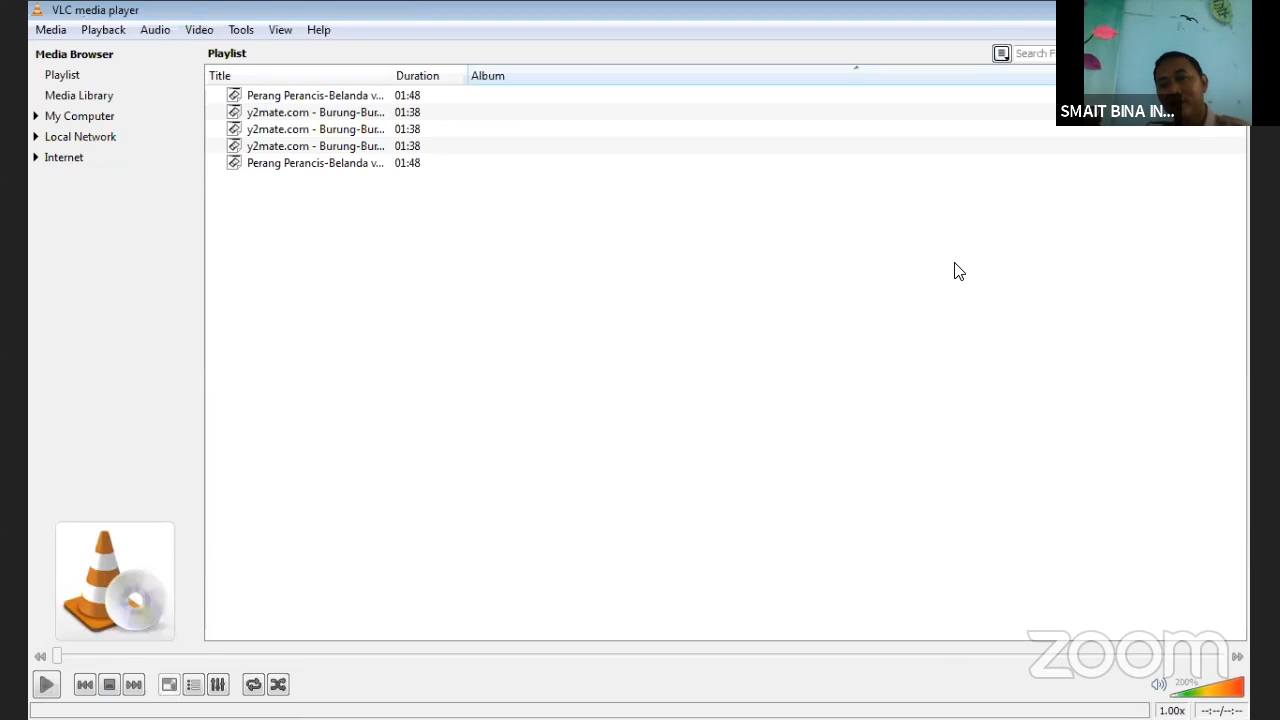 VLC media player
Media Playback Audio Video Tools View Help
Media Browser
Playlist
Media Library
My Computer
Local Network
Internet
Playlist
Search
Title Duration Album
Perang Perancis-Belanda v... 01:48
y2mate.com - Burung-Bur... 01:38
y2mate.com - Burung-Bur... 01:38
y2mate.com - Burung-Bur... 01:38
Perang Perancis-Belanda v... 01:48
SMAIT BINA IN...
zoom
200%
1.00x --:--/--:--